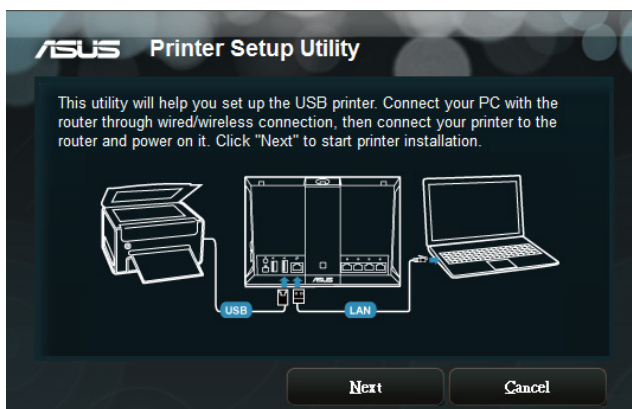 ASUS Printer Setup Utility
This utility will help you set up the USB printer. Connect your PC with the
router through wired/wireless connection, then connect your printer to the
router and power on it. Click "Next" to start printer installation.
ASUS
USB
LAN
Next
Cancel